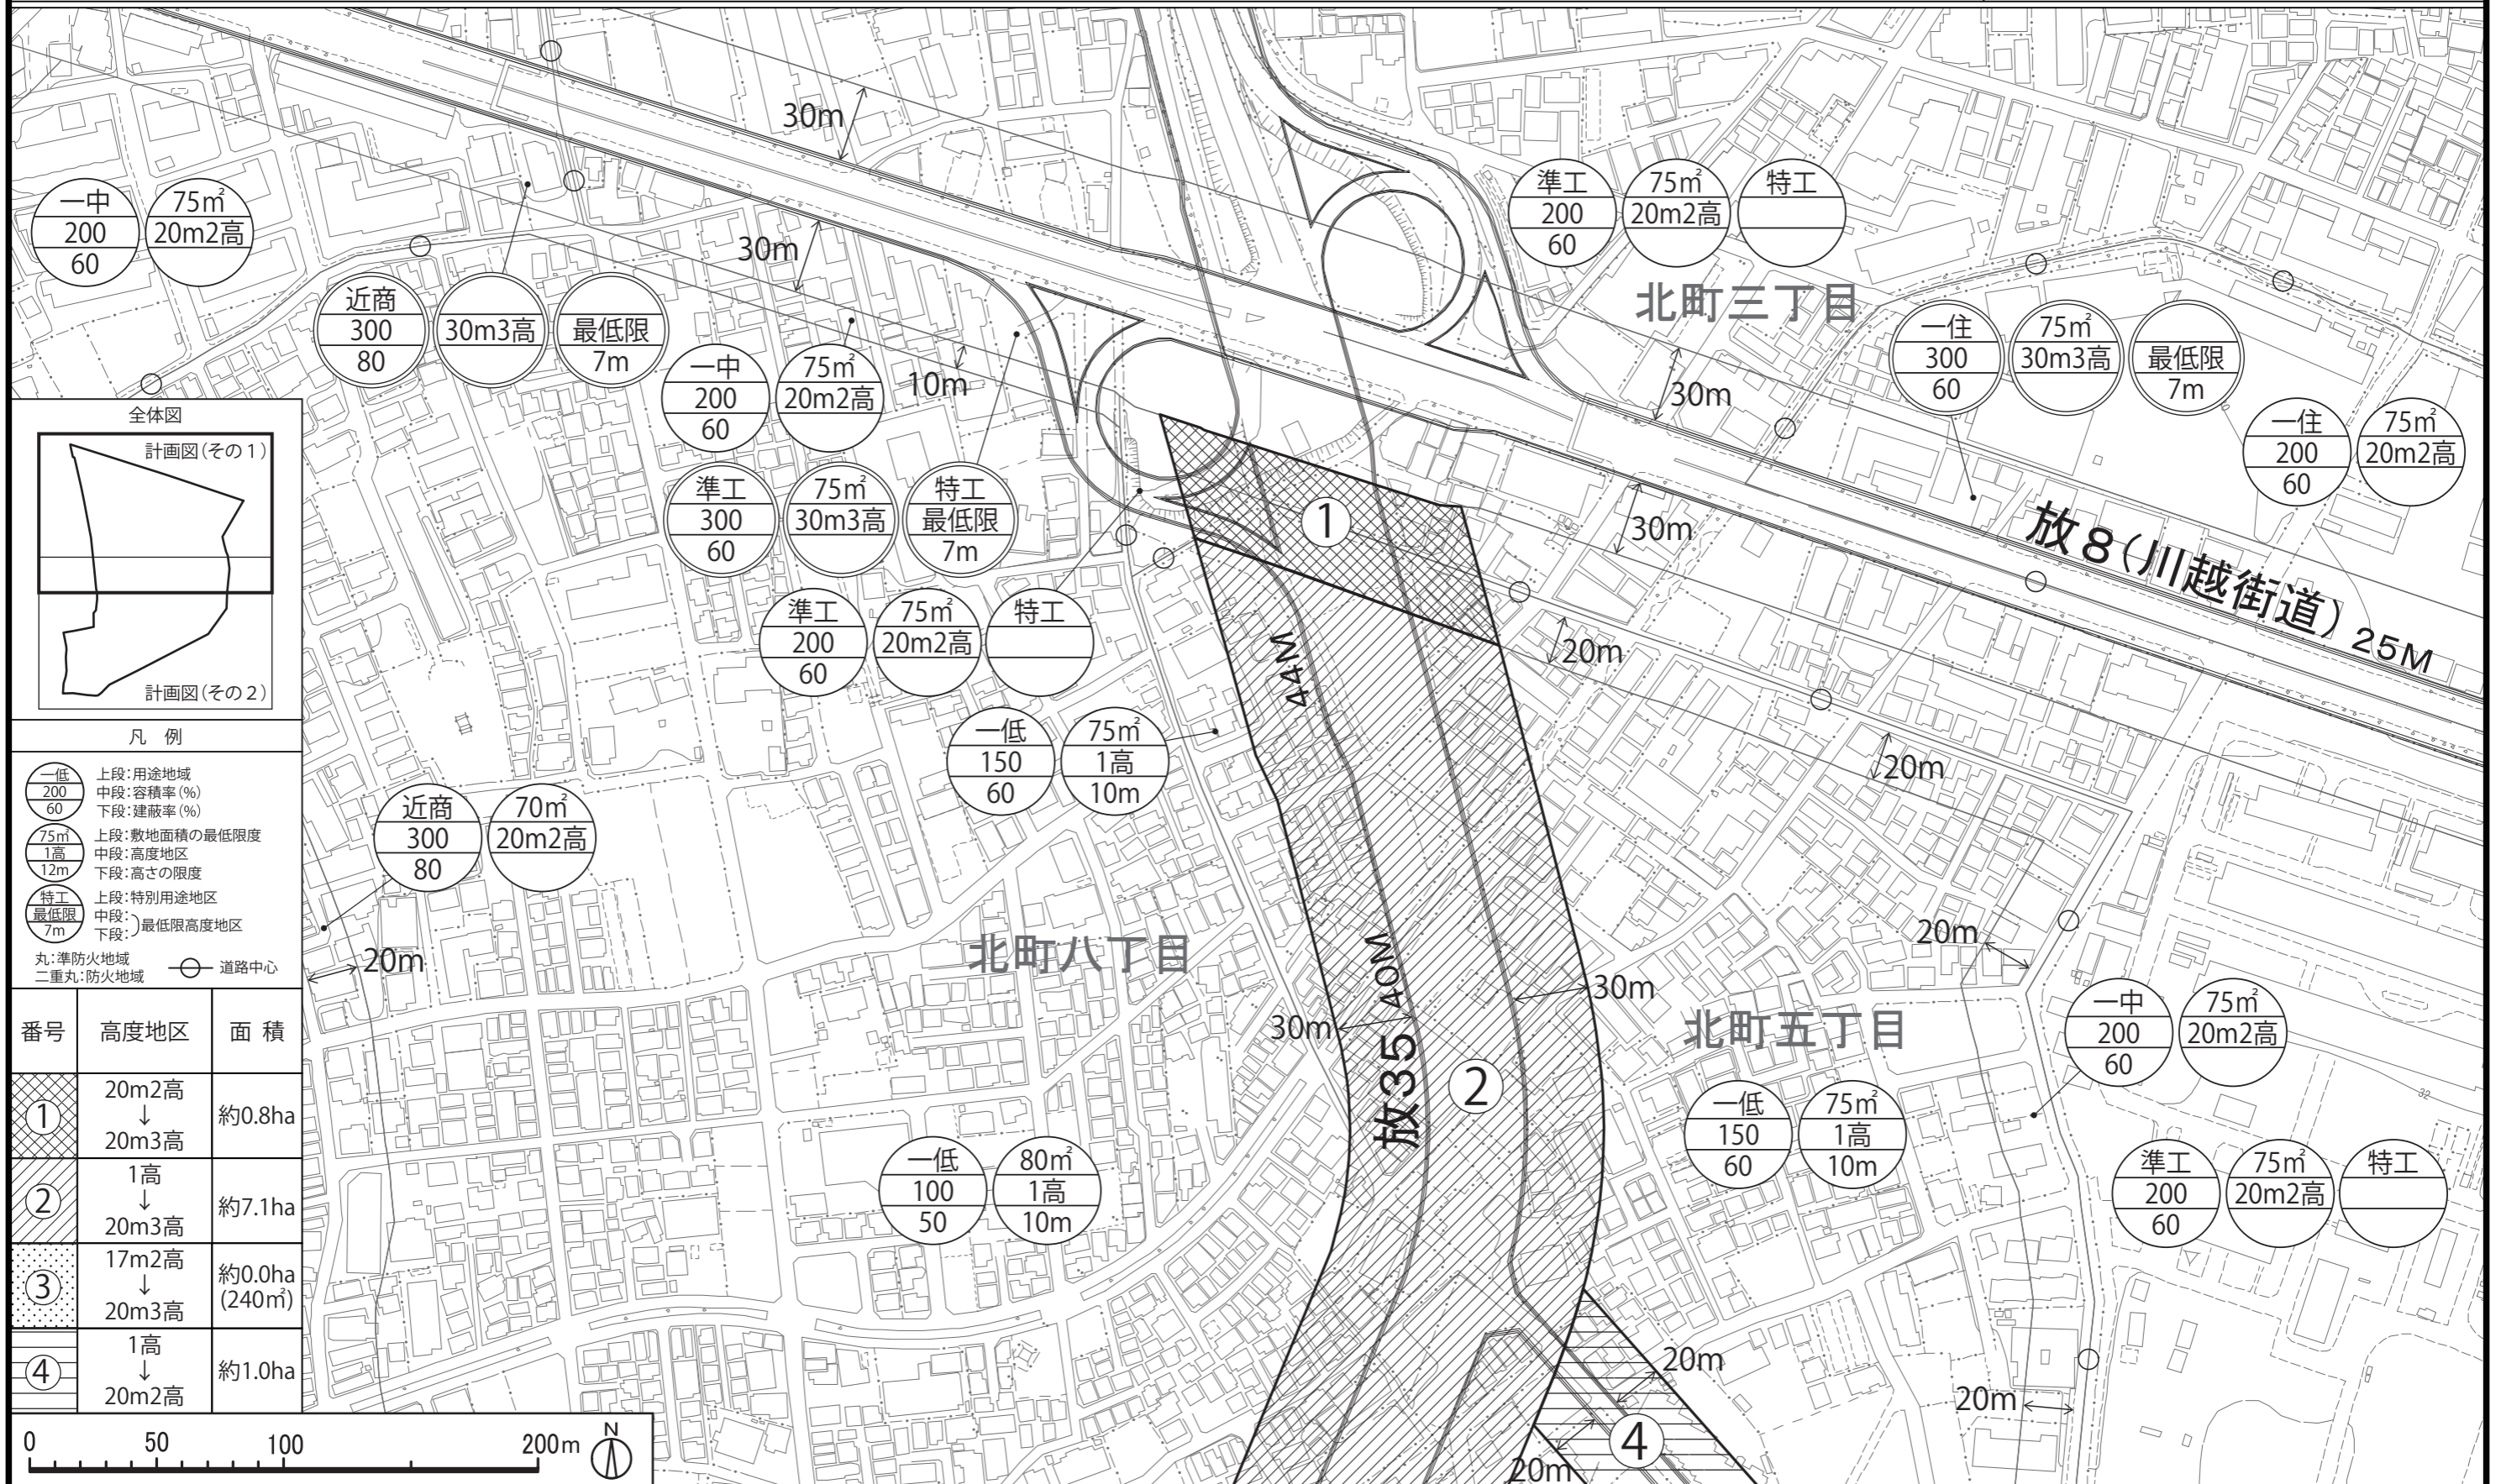 30m
一中
200
60
75㎡
20m2高
30m
近商
300
80
30m3高
最低限
7m
一中
200
60
75㎡
20m2高
10m
準工
200
60
75㎡
20m2高
特工
北町三丁目
30m
一住
300
60
75㎡
30m3高
最低限
7m
一住
200
60
75㎡
20m2高
準工
300
60
75㎡
30m3高
特工
最低限
7m
1
30m
放8(川越街道) 25M
準工
200
60
75㎡
20m2高
特工
44M
20m
20m
一低
150
60
75㎡
1高
10m
近商
300
80
70㎡
20m2高
20m
北町八丁目
30m
放35 40M
30m
2
北町五丁目
20m
一中
200
60
75㎡
20m2高
一低
100
50
80㎡
1高
10m
一低
150
60
75㎡
1高
10m
準工
200
60
75㎡
20m2高
特工
32
20m
20m
4
20m
全体図
計画図(その1)
計画図(その2)
凡 例
一低
200
60
上段:用途地域
中段:容積率(%)
下段:建蔽率(%)
75㎡
1高
12m
上段:敷地面積の最低限度
中段:高度地区
下段:高さの限度
特工
最低限
7m
上段:特別用途地区
中段:
下段:
)最低限高度地区
丸:準防火地域
二重丸:防火地域
道路中心
番号 高度地区 面 積
1 20m2高 ↓ 20m3高 約0.8ha
2 1高 ↓ 20m3高 約7.1ha
3 17m2高 ↓ 20m3高 約0.0ha (240㎡)
4 1高 ↓ 20m2高 約1.0ha
0 50 100 200m
N